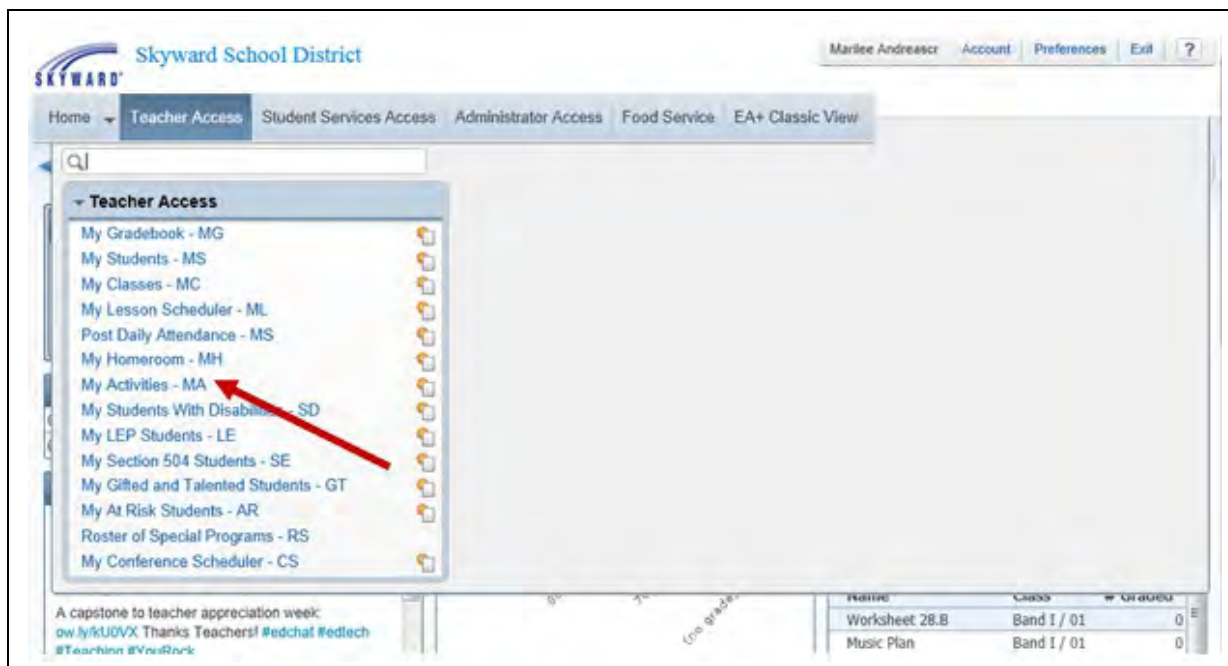 Skyward School District
SKYWARD
Marilee Andreascr Account Preferences Exit ?
Home Teacher Access Student Services Access Administrator Access Food Service EA+ Classic View
Teacher Access
My Gradebook - MG
My Students - MS
My Classes - MC
My Lesson Scheduler - ML
Post Daily Attendance - MS
My Homeroom - MH
My Activities - MA
My Students With - SD
My LEP Students - LE
My Section 504 Students - SE
My Gifted and Talented Students - GT
My At Risk Students - AR
Roster of Special Programs - RS
My Conference Scheduler - CS
A capstone to teacher appreciation week:
ow.ly/kU0VX Thanks Teachers! #edchat #edtech
#Teaching #YouRock
(no grade)
Name Class # Graded
Worksheet 28.B Band I / 01 0
Music Plan Band I / 01 0